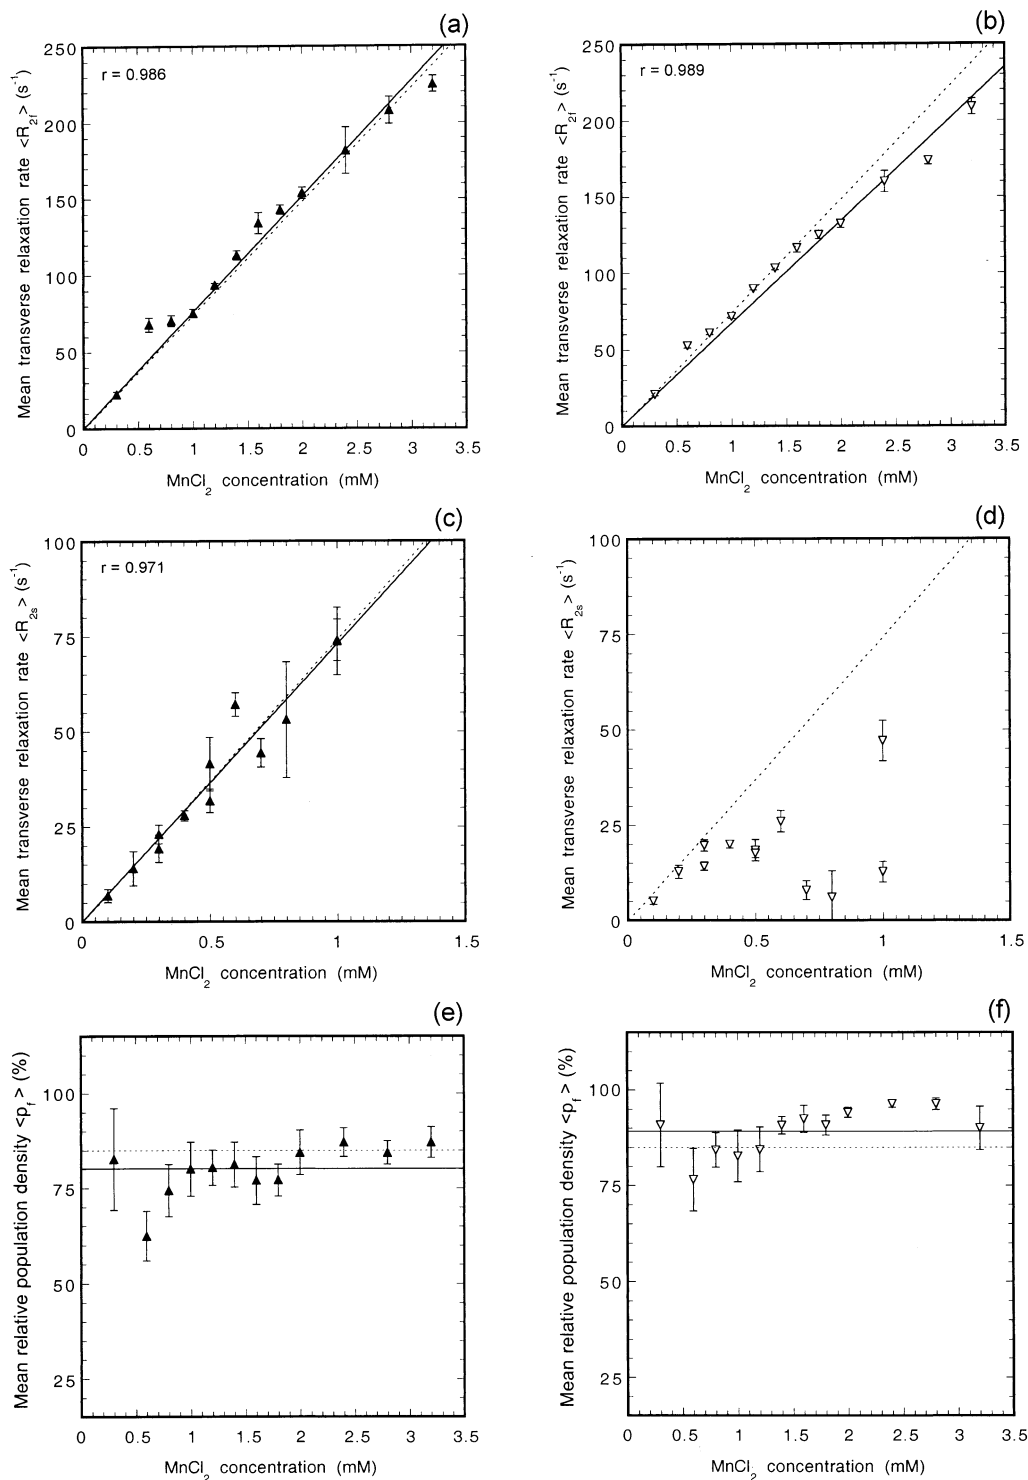 (a)
250
200
150
100
50
0
r = 0.986
Mean transverse relaxation rate <R2f> (s-1)
0 0.5 1 1.5 2 2.5 3 3.5
MnCl2 concentration (mM)
(b)
250
200
150
100
50
0
r = 0.989
Mean transverse relaxation rate <R2f> (s-1)
0 0.5 1 1.5 2 2.5 3 3.5
MnCl2 concentration (mM)
(c)
100
75
50
25
0
r = 0.971
Mean transverse relaxation rate <R2s> (s-1)
0 0.5 1 1.5
MnCl2 concentration (mM)
(d)
100
75
50
25
0
Mean transverse relaxation rate <R2s> (s-1)
0 0.5 1 1.5
MnCl2 concentration (mM)
(e)
100
75
50
25
Mean relative population density <pf> (%)
0 0.5 1 1.5 2 2.5 3 3.5
MnCl2 concentration (mM)
(f)
100
75
50
25
Mean relative population density <pf> (%)
0 0.5 1 1.5 2 2.5 3 3.5
MnCl2 concentration (mM)